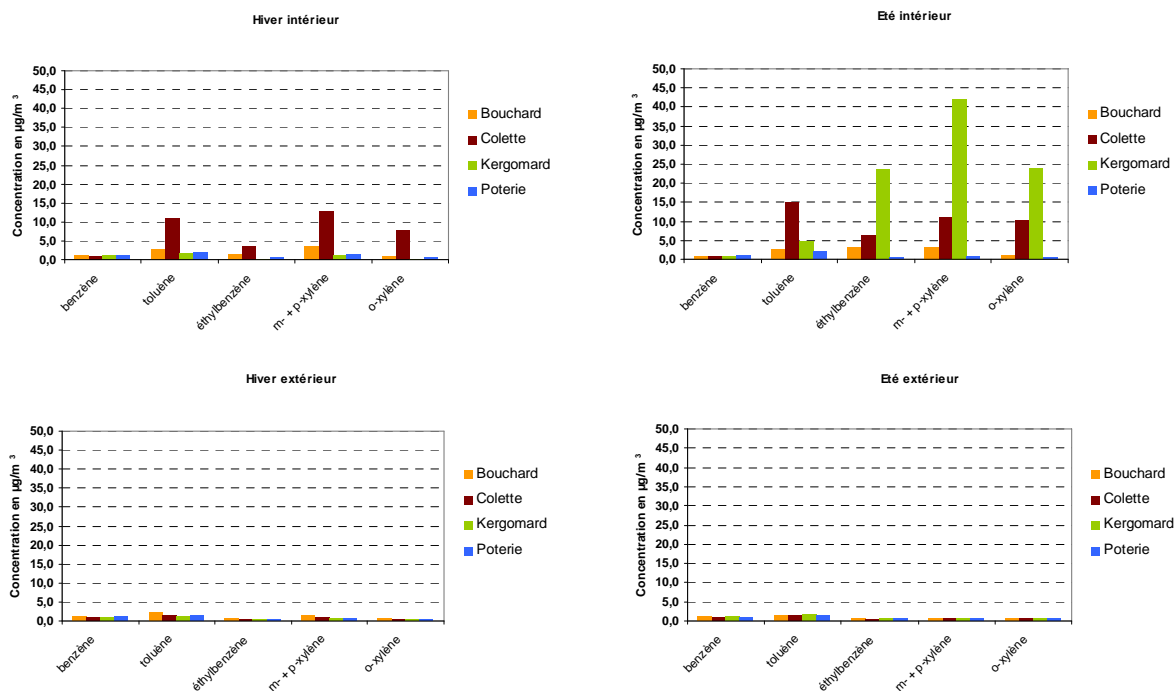 Hiver intérieur
Concentration en µg/m ³
50,0
45,0
40,0
35,0
30,0
25,0
20,0
15,0
10,0
5,0
0,0
benzène
toluène
éthylbenzène
m- + p-xylène
o-xylène
Bouchard
Colette
Kergomard
Poterie
Eté intérieur
Concentration en µg/m ³
50,0
45,0
40,0
35,0
30,0
25,0
20,0
15,0
10,0
5,0
0,0
benzène
toluène
éthylbenzène
m- + p-xylène
o-xylène
Bouchard
Colette
Kergomard
Poterie
Hiver extérieur
Concentration en µg/m ³
50,0
45,0
40,0
35,0
30,0
25,0
20,0
15,0
10,0
5,0
0,0
benzène
toluène
éthylbenzène
m- + p-xylène
o-xylène
Bouchard
Colette
Kergomard
Poterie
Eté extérieur
Concentration en µg/m ³
50,0
45,0
40,0
35,0
30,0
25,0
20,0
15,0
10,0
5,0
0,0
benzène
toluène
éthylbenzène
m- + p-xylène
o-xylène
Bouchard
Colette
Kergomard
Poterie